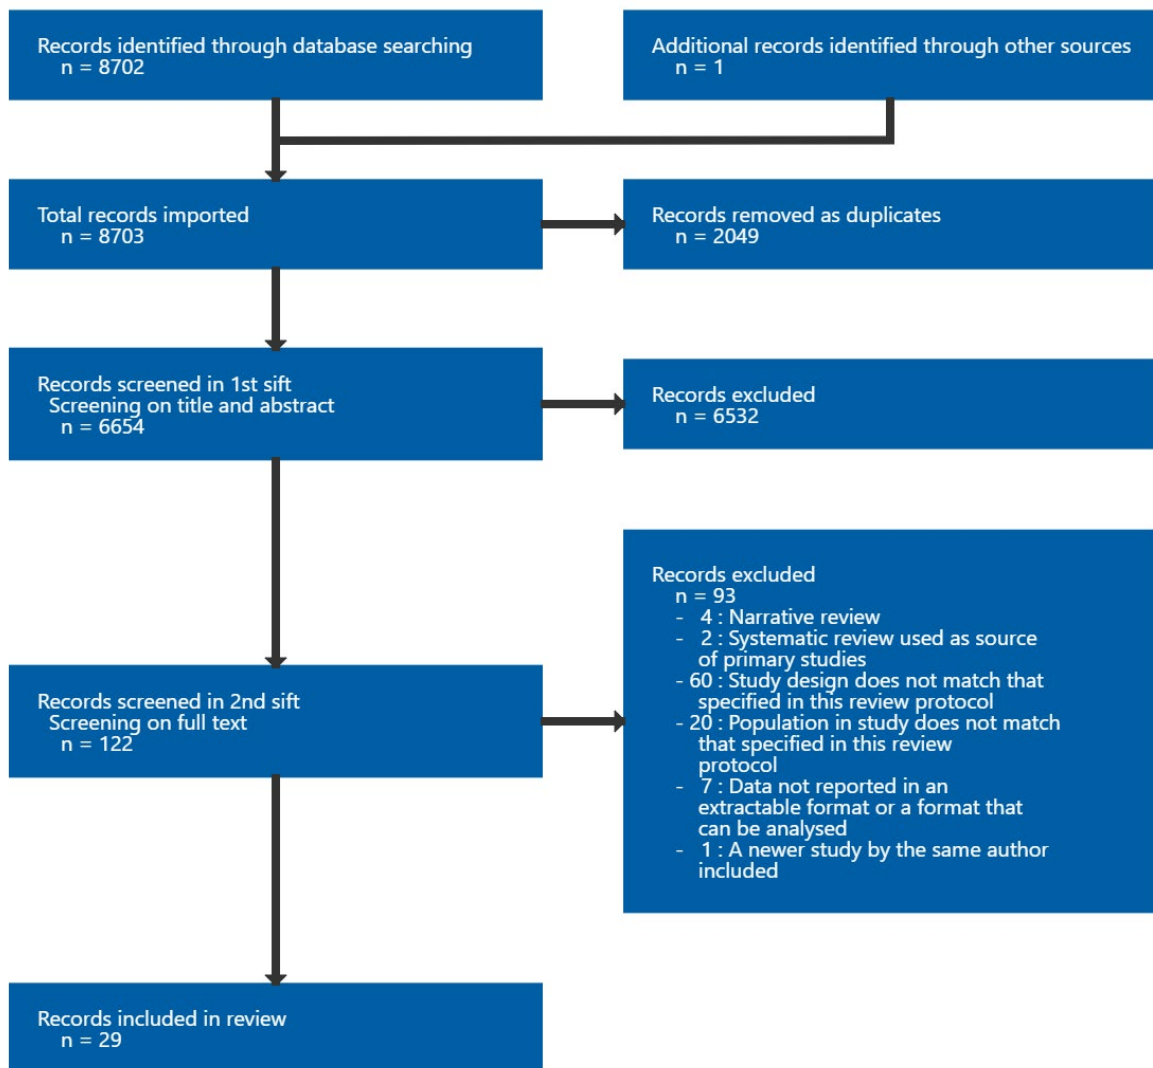 Records identified through database searching
n = 8702
Additional records identified through other sources
n = 1
Total records imported
n = 8703
Records removed as duplicates
n = 2049
Records screened in 1st sift
Screening on title and abstract
n = 6654
Records excluded
n = 6532
Records screened in 2nd sift
Screening on full text
n = 122
Records excluded
n = 93
- 4 : Narrative review
- 2 : Systematic review used as source
of primary studies
- 60 : Study design does not match that
specified in this review protocol
- 20 : Population in study does not match
that specified in this review
protocol
- 7 : Data not reported in an
extractable format or a format that
can be analysed
- 1 : A newer study by the same author
included
Records included in review
n = 29